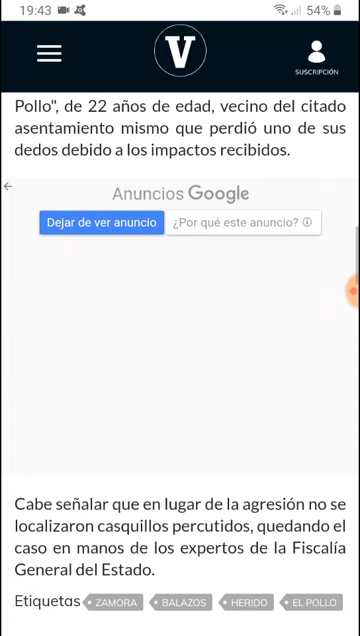 19:43 54%
V
SUSCRIPCIÓN
Pollo", de 22 años de edad, vecino del citado
asentamiento mismo que perdió uno de sus
dedos debido a los impactos recibidos.
Anuncios Google
Dejar de ver anuncio ¿Por qué este anuncio?
Cabe señalar que en lugar de la agresión no se
localizaron casquillos percutidos, quedando el
caso en manos de los expertos de la Fiscalía
General del Estado.
Etiquetas ZAMORA BALAZOS HERIDO EL POLLO